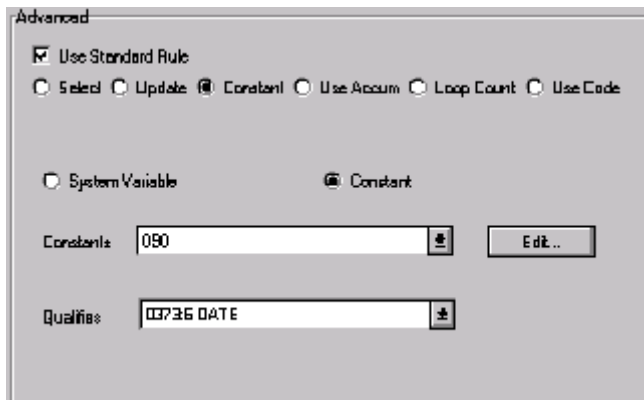 Advanced
Use Standard Rule
Select Update Constant Use Accum Loop Count Use Code
System Variable Constant
Constants 090 Edit...
Qualifies 0373:6 DATE